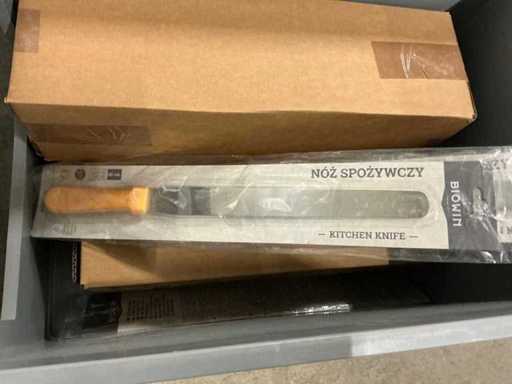 NÓŻ SPOŻYWCZY
— KITCHEN KNIFE —
BIOWIN